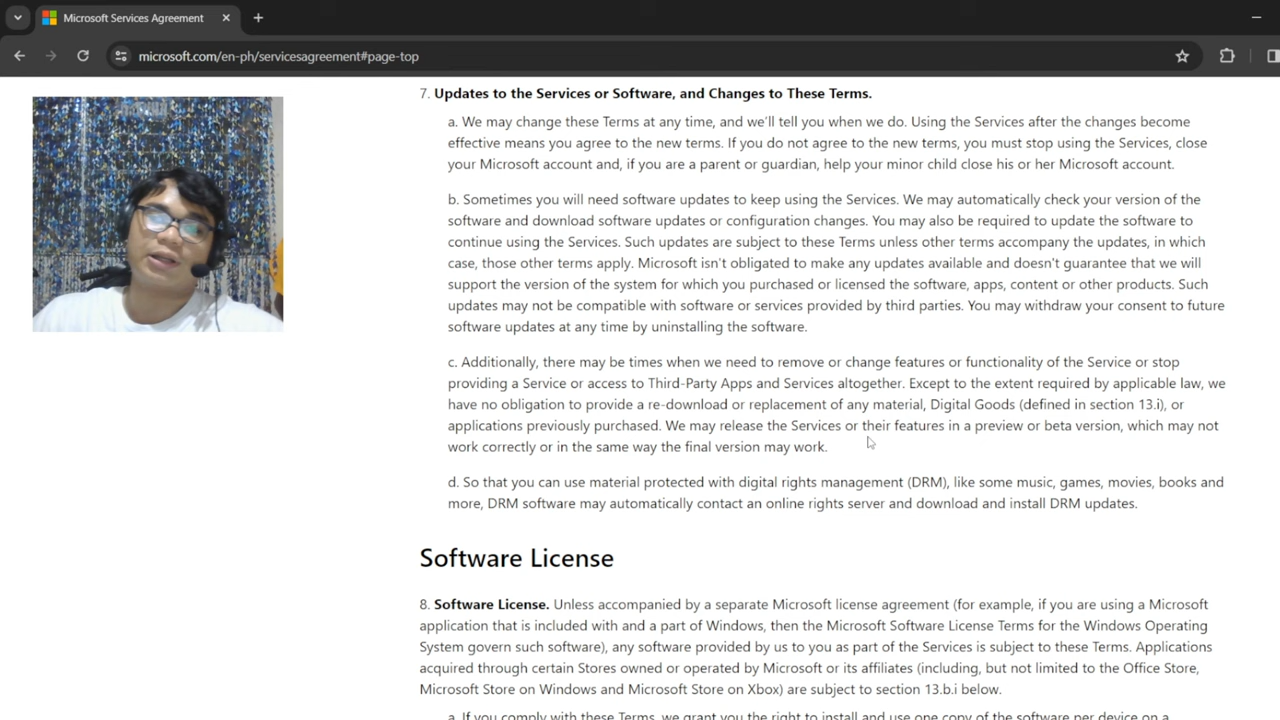 Microsoft Services Agreement
microsoft.com/en-ph/servicesagreement#page-top
7. Updates to the Services or Software, and Changes to These Terms.
a. We may change these Terms at any time, and we'll tell you when we do. Using the Services after the changes become
effective means you agree to the new terms. If you do not agree to the new terms, you must stop using the Services, close
your Microsoft account and, if you are a parent or guardian, help your minor child close his or her Microsoft account.
b. Sometimes you will need software updates to keep using the Services. We may automatically check your version of the
software and download software updates or configuration changes. You may also be required to update the software to
continue using the Services. Such updates are subject to these Terms unless other terms accompany the updates, in which
case, those other terms apply. Microsoft isn't obligated to make any updates available and doesn't guarantee that we will
support the version of the system for which you purchased or licensed the software, apps, content or other products. Such
updates may not be compatible with software or services provided by third parties. You may withdraw your consent to future
software updates at any time by uninstalling the software.
c. Additionally, there may be times when we need to remove or change features or functionality of the Service or stop
providing a Service or access to Third-Party Apps and Services altogether. Except to the extent required by applicable law, we
have no obligation to provide a re-download or replacement of any material, Digital Goods (defined in section 13.i), or
applications previously purchased. We may release the Services or their features in a preview or beta version, which may not
work correctly or in the same way the final version may work.
d. So that you can use material protected with digital rights management (DRM), like some music, games, movies, books and
more, DRM software may automatically contact an online rights server and download and install DRM updates.
Software License
8. Software License. Unless accompanied by a separate Microsoft license agreement (for example, if you are using a Microsoft
application that is included with and a part of Windows, then the Microsoft Software License Terms for the Windows Operating
System govern such software), any software provided by us to you as part of the Services is subject to these Terms. Applications
acquired through certain Stores owned or operated by Microsoft or its affiliates (including, but not limited to the Office Store,
Microsoft Store on Windows and Microsoft Store on Xbox) are subject to section 13.b.i below.
a. If you comply with these Terms, we grant you the right to install and use one copy of the software per device on a